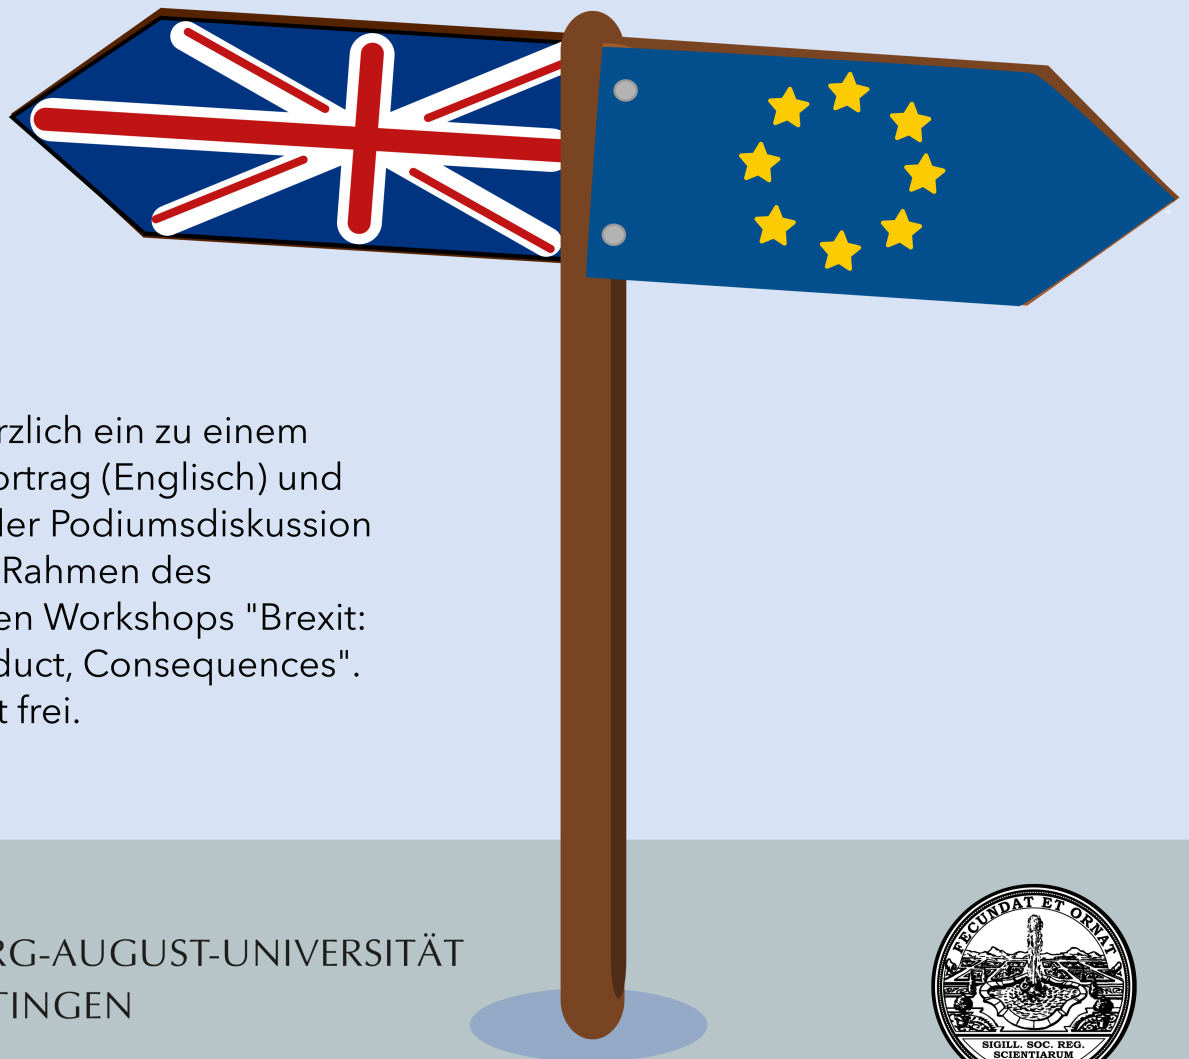 rzlich ein zu einem
ortrag (Englisch) und
der Podiumsdiskussion
Rahmen des
en Workshops "Brexit:
duct, Consequences".
t frei.
RG-AUGUST-UNIVERSITÄT
TINGEN
FECUNDAT ET ORNAT
SIGILL. SOC. REG.
SCIENTIARUM